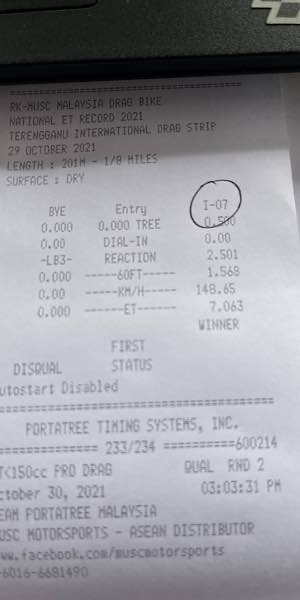 RK-MUSC MALAYSIA DRAG BIKE
NATIONAL ET RECORD 2021
TERENGGANU INTERNATIONAL DRAG STRIP
29 OCTOBER 2021
LENGTH : 201M - 1/8 MILES
SURFACE : DRY
BYE Entry I-07
0.000 0.000 TREE 0.500
0.00 DIAL-IN 0.00
-LB3- REACTION 2.501
0.000 ------60FT----- 1.568
0.00 ------KM/H----- 148.65
0.000 -------ET------ 7.063
WINNER
FIRST
DISQUAL STATUS
utostart Disabled
PORTATREE TIMING SYSTEMS, INC.
============= 233/234 ==========600214
T<150cc PRO DRAG QUAL RND 2
ctober 30, 2021 03:03:31 PM
EAM PORTATREE MALAYSIA
USC MOTORSPORTS - ASEAN DISTRIBUTOR
ww.facebook.com/muscmotorsports
-6016-6681490